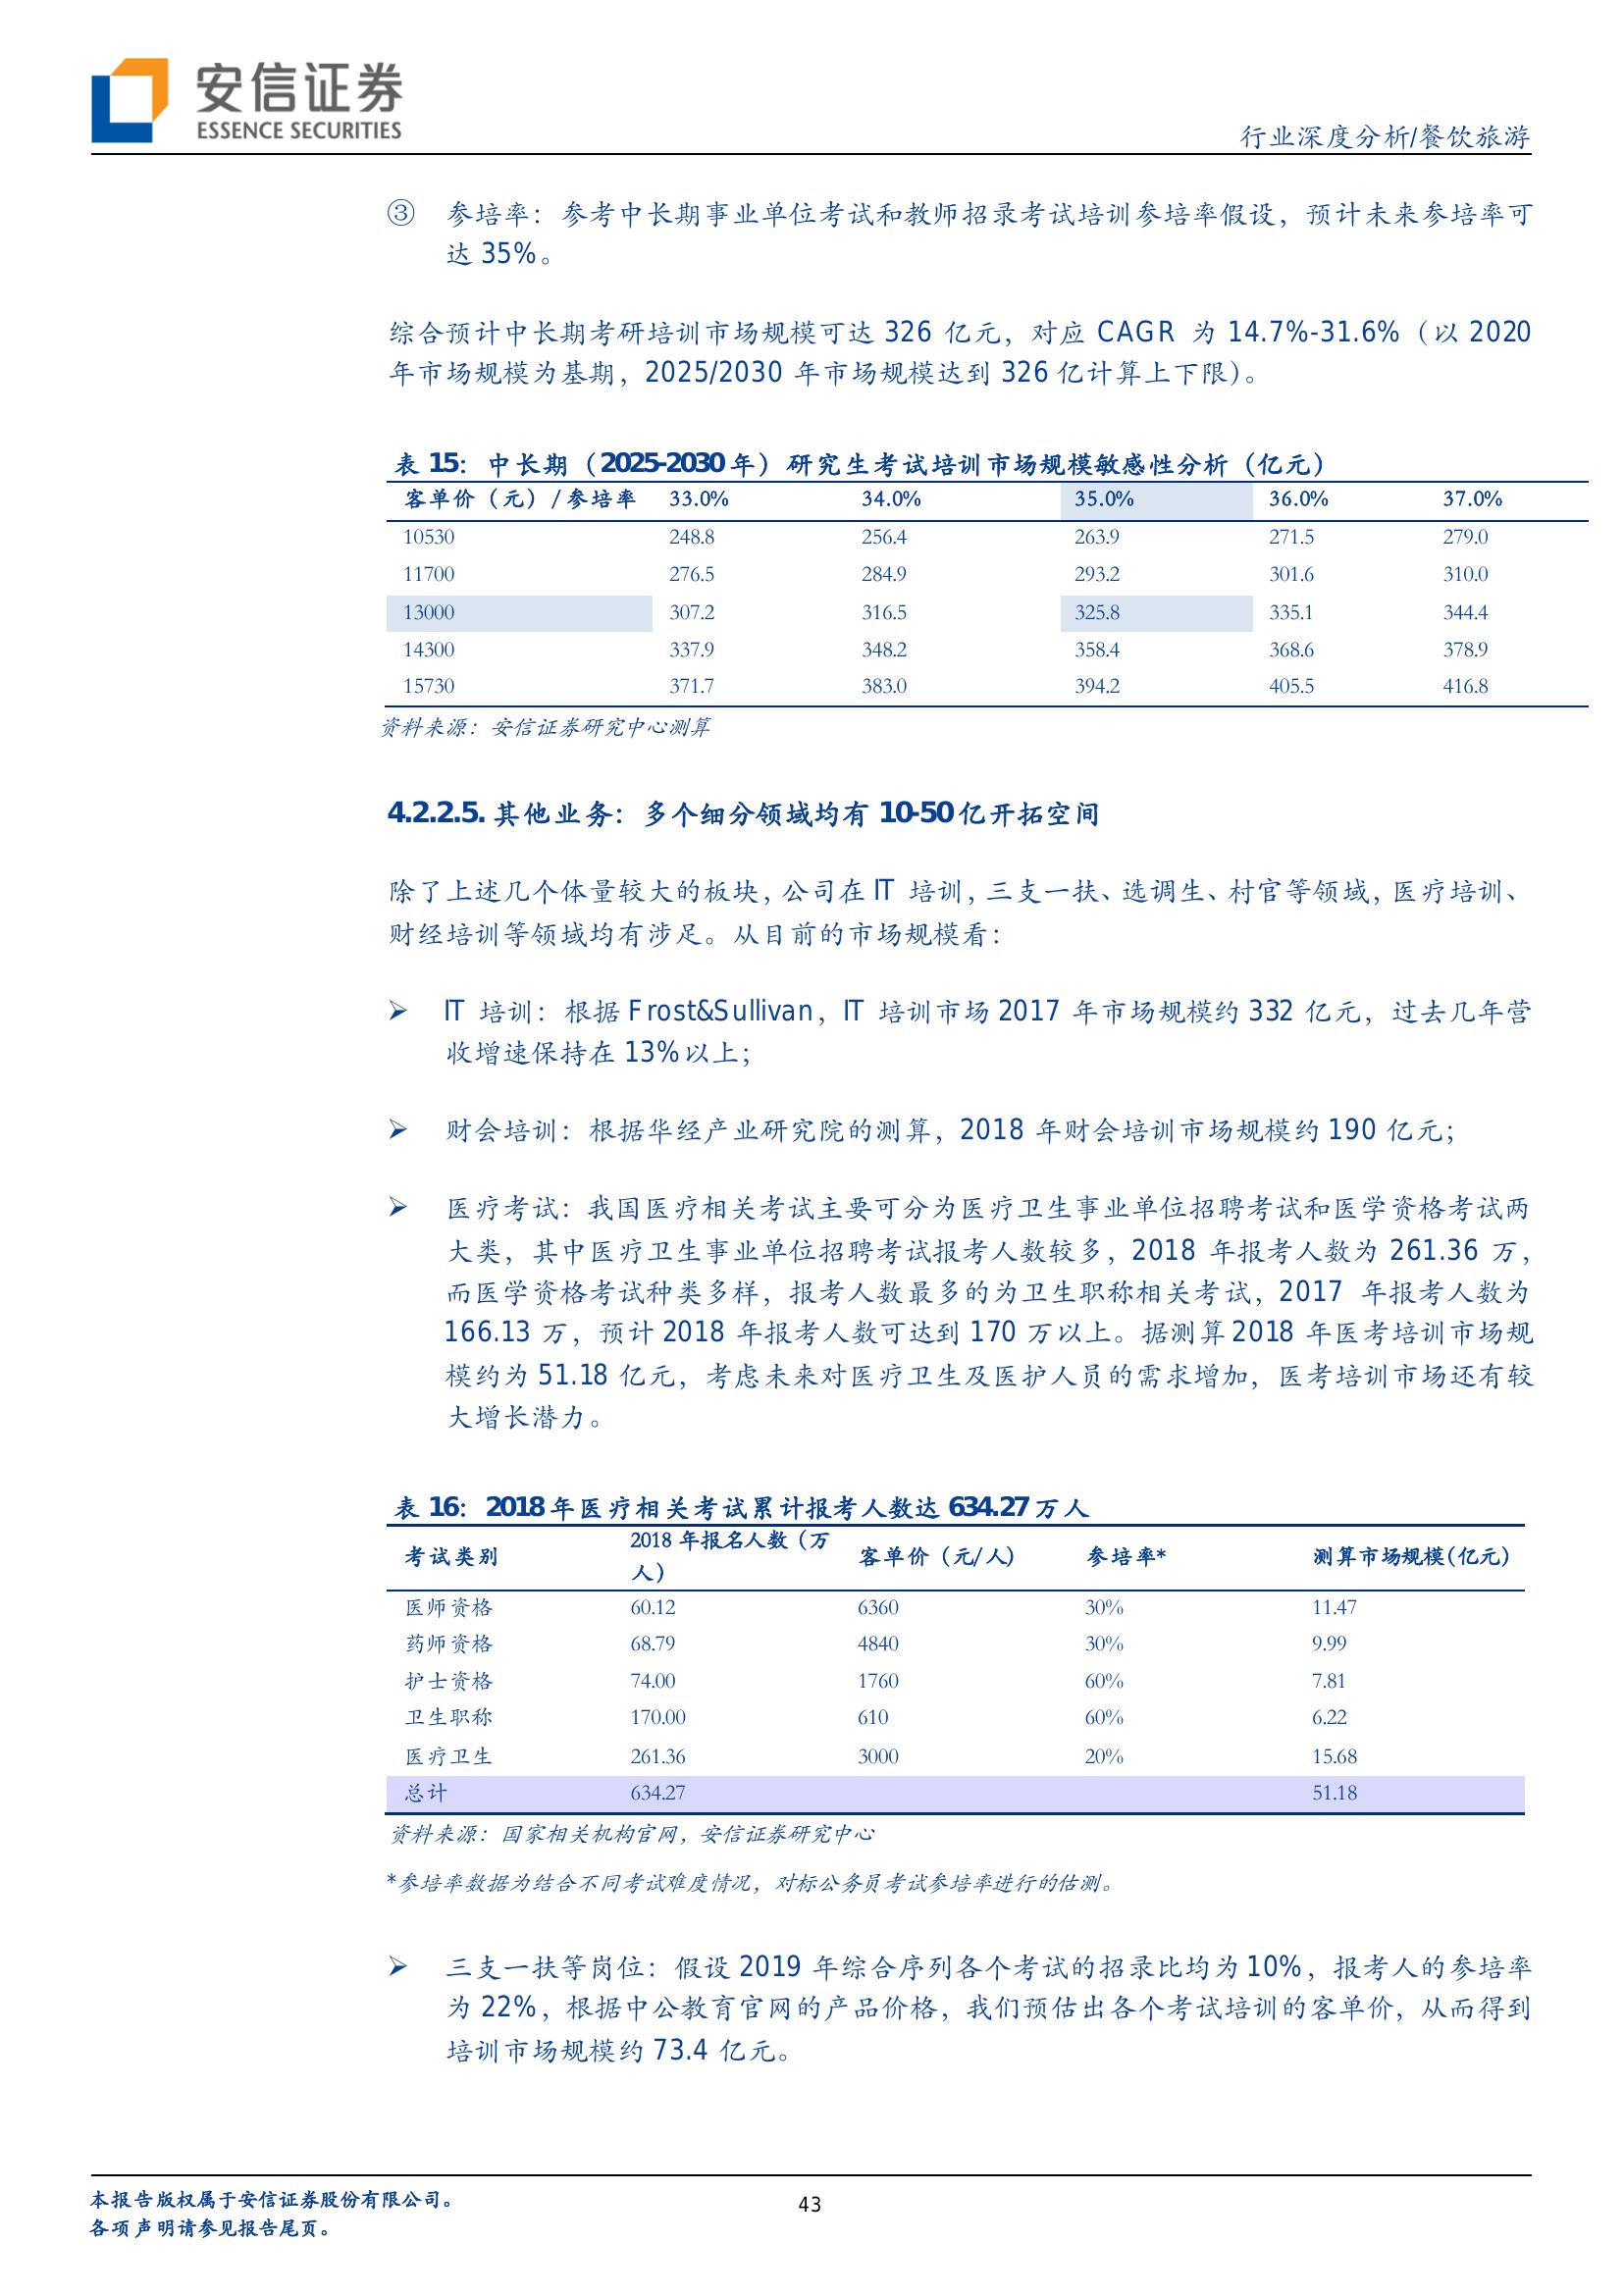 安信证券
ESSENCE SECURITIES
行业深度分析/餐饮旅游
③ 参培率：参考中长期事业单位考试和教师招录考试培训参培率假设，预计未来参培率可
达 35%。
综合预计中长期考研培训市场规模可达 326 亿元，对应 CAGR 为 14.7%-31.6%（以 2020
年市场规模为基期，2025/2030 年市场规模达到 326 亿计算上下限）。
表 15：中长期（2025-2030 年）研究生考试培训市场规模敏感性分析（亿元）
客单价（元）/参培率 33.0% 34.0% 35.0% 36.0% 37.0%
10530 248.8 256.4 263.9 271.5 279.0
11700 276.5 284.9 293.2 301.6 310.0
13000 307.2 316.5 325.8 335.1 344.4
14300 337.9 348.2 358.4 368.6 378.9
15730 371.7 383.0 394.2 405.5 416.8
资料来源：安信证券研究中心测算
4.2.2.5. 其他业务：多个细分领域均有 10-50 亿开拓空间
除了上述几个体量较大的板块，公司在 IT 培训，三支一扶、选调生、村官等领域，医疗培训、
财经培训等领域均有涉足。从目前的市场规模看：
➢ IT 培训：根据 Frost&Sullivan，IT 培训市场 2017 年市场规模约 332 亿元，过去几年营
收增速保持在 13%以上；
➢ 财会培训：根据华经产业研究院的测算，2018 年财会培训市场规模约 190 亿元；
➢ 医疗考试：我国医疗相关考试主要可分为医疗卫生事业单位招聘考试和医学资格考试两
大类，其中医疗卫生事业单位招聘考试报考人数较多，2018 年报考人数为 261.36 万，
而医学资格考试种类多样，报考人数最多的为卫生职称相关考试，2017 年报考人数为
166.13 万，预计 2018 年报考人数可达到 170 万以上。据测算 2018 年医考培训市场规
模约为 51.18 亿元，考虑未来对医疗卫生及医护人员的需求增加，医考培训市场还有较
大增长潜力。
表 16：2018 年医疗相关考试累计报考人数达 634.27 万人
考试类别 2018 年报名人数（万人） 客单价（元/人） 参培率* 测算市场规模（亿元）
医师资格 60.12 6360 30% 11.47
药师资格 68.79 4840 30% 9.99
护士资格 74.00 1760 60% 7.81
卫生职称 170.00 610 60% 6.22
医疗卫生 261.36 3000 20% 15.68
总计 634.27 51.18
资料来源：国家相关机构官网，安信证券研究中心
*参培率数据为结合不同考试难度情况，对标公务员考试参培率进行的估测。
➢ 三支一扶等岗位：假设 2019 年综合序列各个考试的招录比均为 10%，报考人的参培率
为 22%，根据中公教育官网的产品价格，我们预估出各个考试培训的客单价，从而得到
培训市场规模约 73.4 亿元。
本报告版权属于安信证券股份有限公司。
各项声明请参见报告尾页。
43